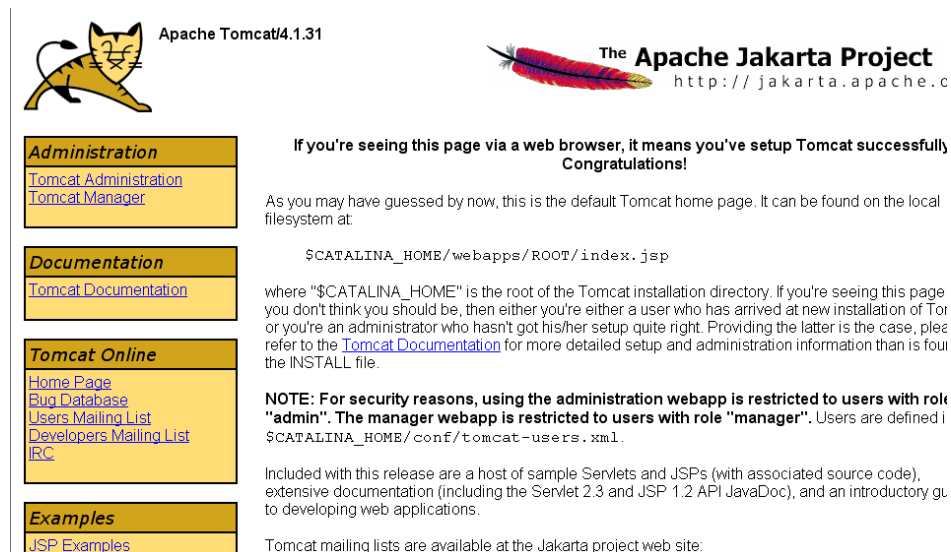 Apache Tomcat/4.1.31
The Apache Jakarta Project
http://jakarta.apache.o
Administration
Tomcat Administration
Tomcat Manager
Documentation
Tomcat Documentation
Tomcat Online
Home Page
Bug Database
Users Mailing List
Developers Mailing List
IRC
Examples
JSP Examples
If you're seeing this page via a web browser, it means you've setup Tomcat successfully
Congratulations!
As you may have guessed by now, this is the default Tomcat home page. It can be found on the local
filesystem at:
$CATALINA_HOME/webapps/ROOT/index.jsp
where "$CATALINA_HOME" is the root of the Tomcat installation directory. If you're seeing this page
you don't think you should be, then either you're either a user who has arrived at new installation of Tom
or you're an administrator who hasn't got his/her setup quite right. Providing the latter is the case, plea
refer to the Tomcat Documentation for more detailed setup and administration information than is foun
the INSTALL file.
NOTE: For security reasons, using the administration webapp is restricted to users with role
"admin". The manager webapp is restricted to users with role "manager". Users are defined i
$CATALINA_HOME/conf/tomcat-users.xml.
Included with this release are a host of sample Servlets and JSPs (with associated source code),
extensive documentation (including the Servlet 2.3 and JSP 1.2 API JavaDoc), and an introductory gu
to developing web applications.
Tomcat mailing lists are available at the Jakarta project web site: